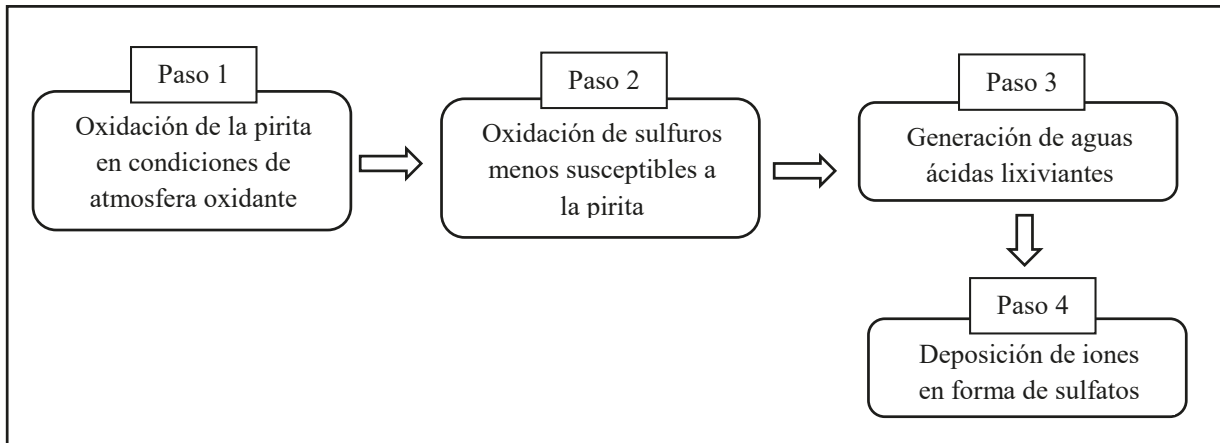 Paso 1
Oxidación de la pirita
en condiciones de
atmosfera oxidante
Paso 2
Oxidación de sulfuros
menos susceptibles a
la pirita
Paso 3
Generación de aguas
ácidas lixiviantes
Paso 4
Deposición de iones
en forma de sulfatos